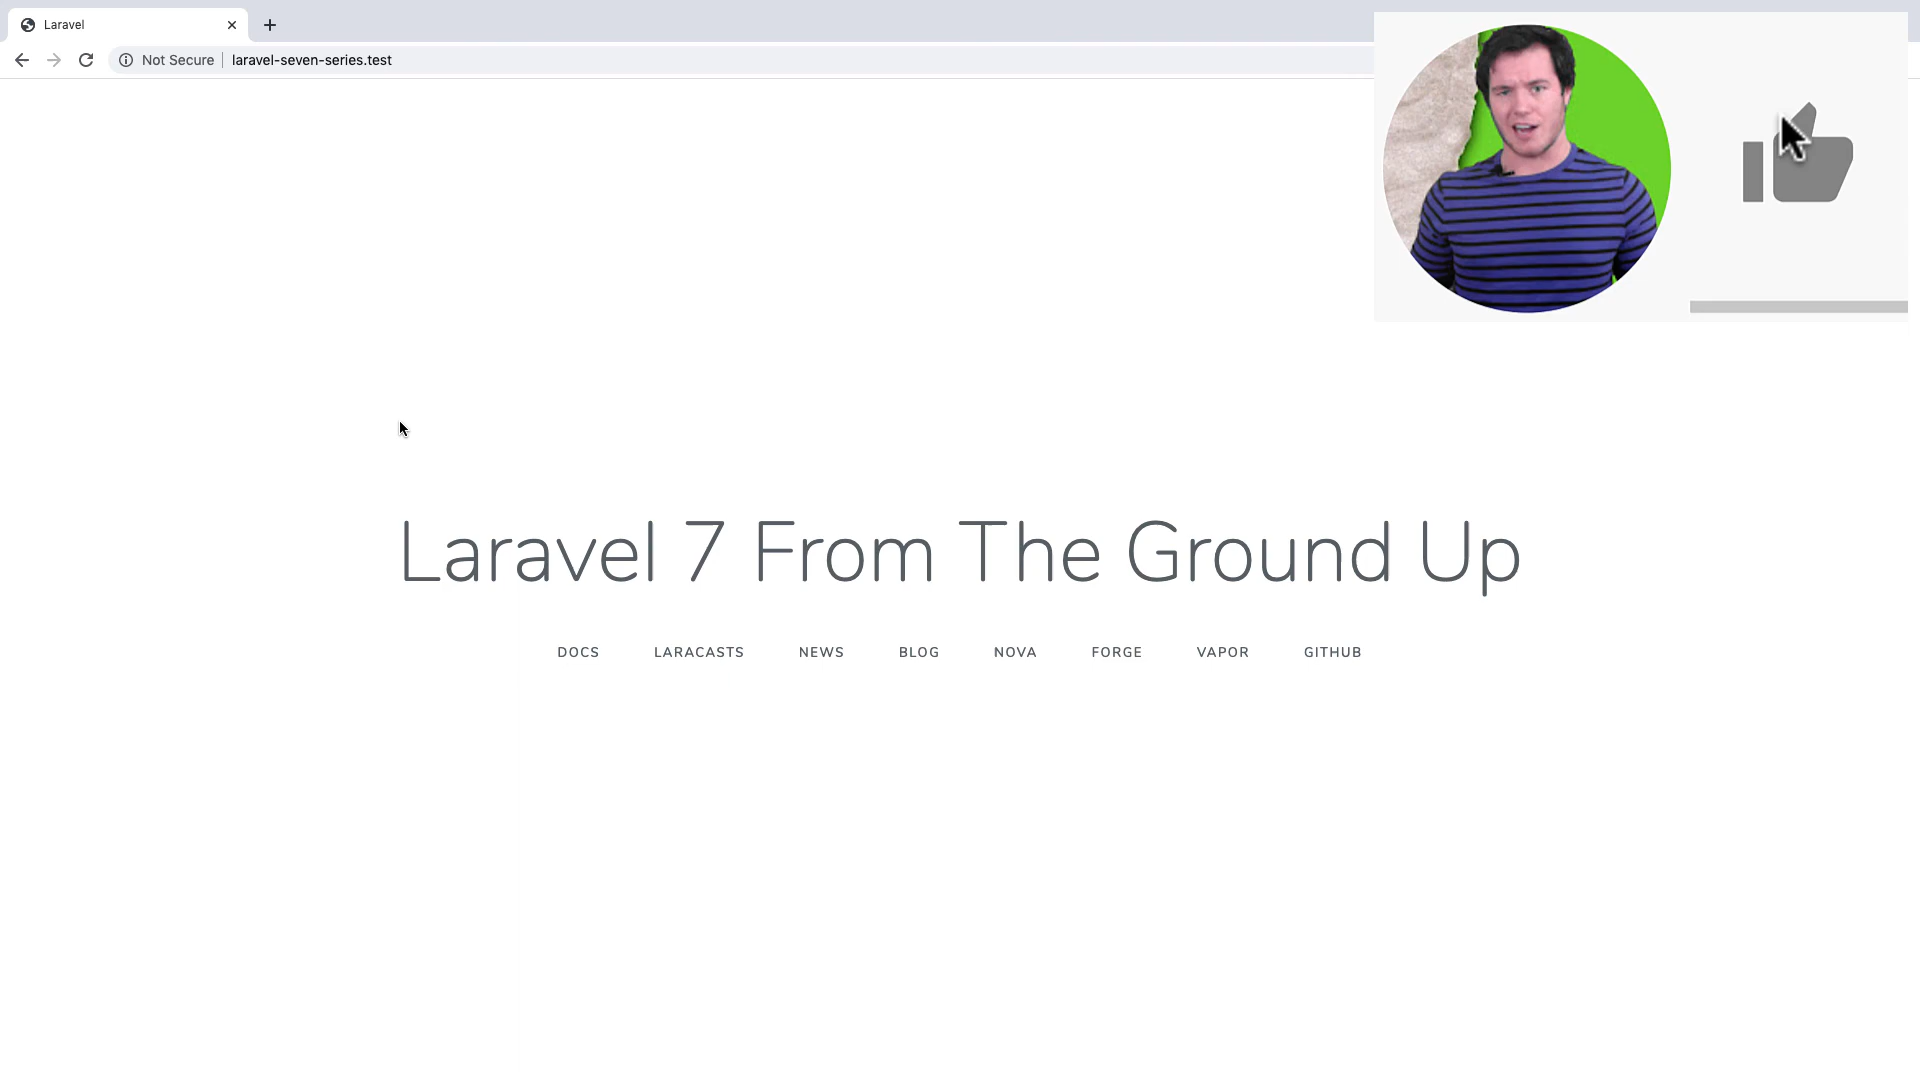 Laravel
Not Secure
laravel-seven-series.test
Laravel 7 From The Ground Up
DOCS LARACASTS NEWS BLOG NOVA FORGE VAPOR GITHUB